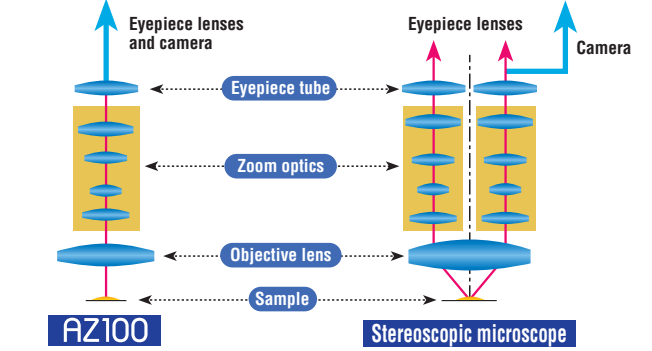 Eyepiece lenses
and camera
Eyepiece lenses
Camera
Eyepiece tube
Zoom optics
Objective lens
Sample
AZ100
Stereoscopic microscope